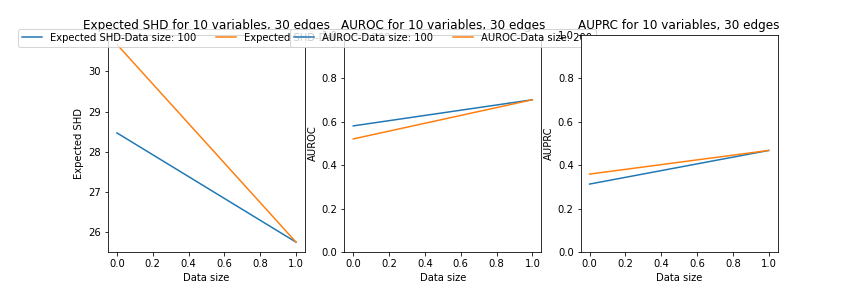 Expected SHD for 10 variables, 30 edges
AUROC for 10 variables, 30 edges
AUPRC for 10 variables, 30 edges
Expected SHD-Data size: 100
Expected
AUROC-Data size: 100
AUROC-Data size: 200
Expected SHD
30
29
28
27
26
0.0 0.2 0.4 0.6 0.8 1.0
Data size
AUROC
0.8
0.6
0.4
0.2
0.0
0.0 0.2 0.4 0.6 0.8 1.0
Data size
AUPRC
1.0
0.8
0.6
0.4
0.2
0.0
0.0 0.2 0.4 0.6 0.8 1.0
Data size